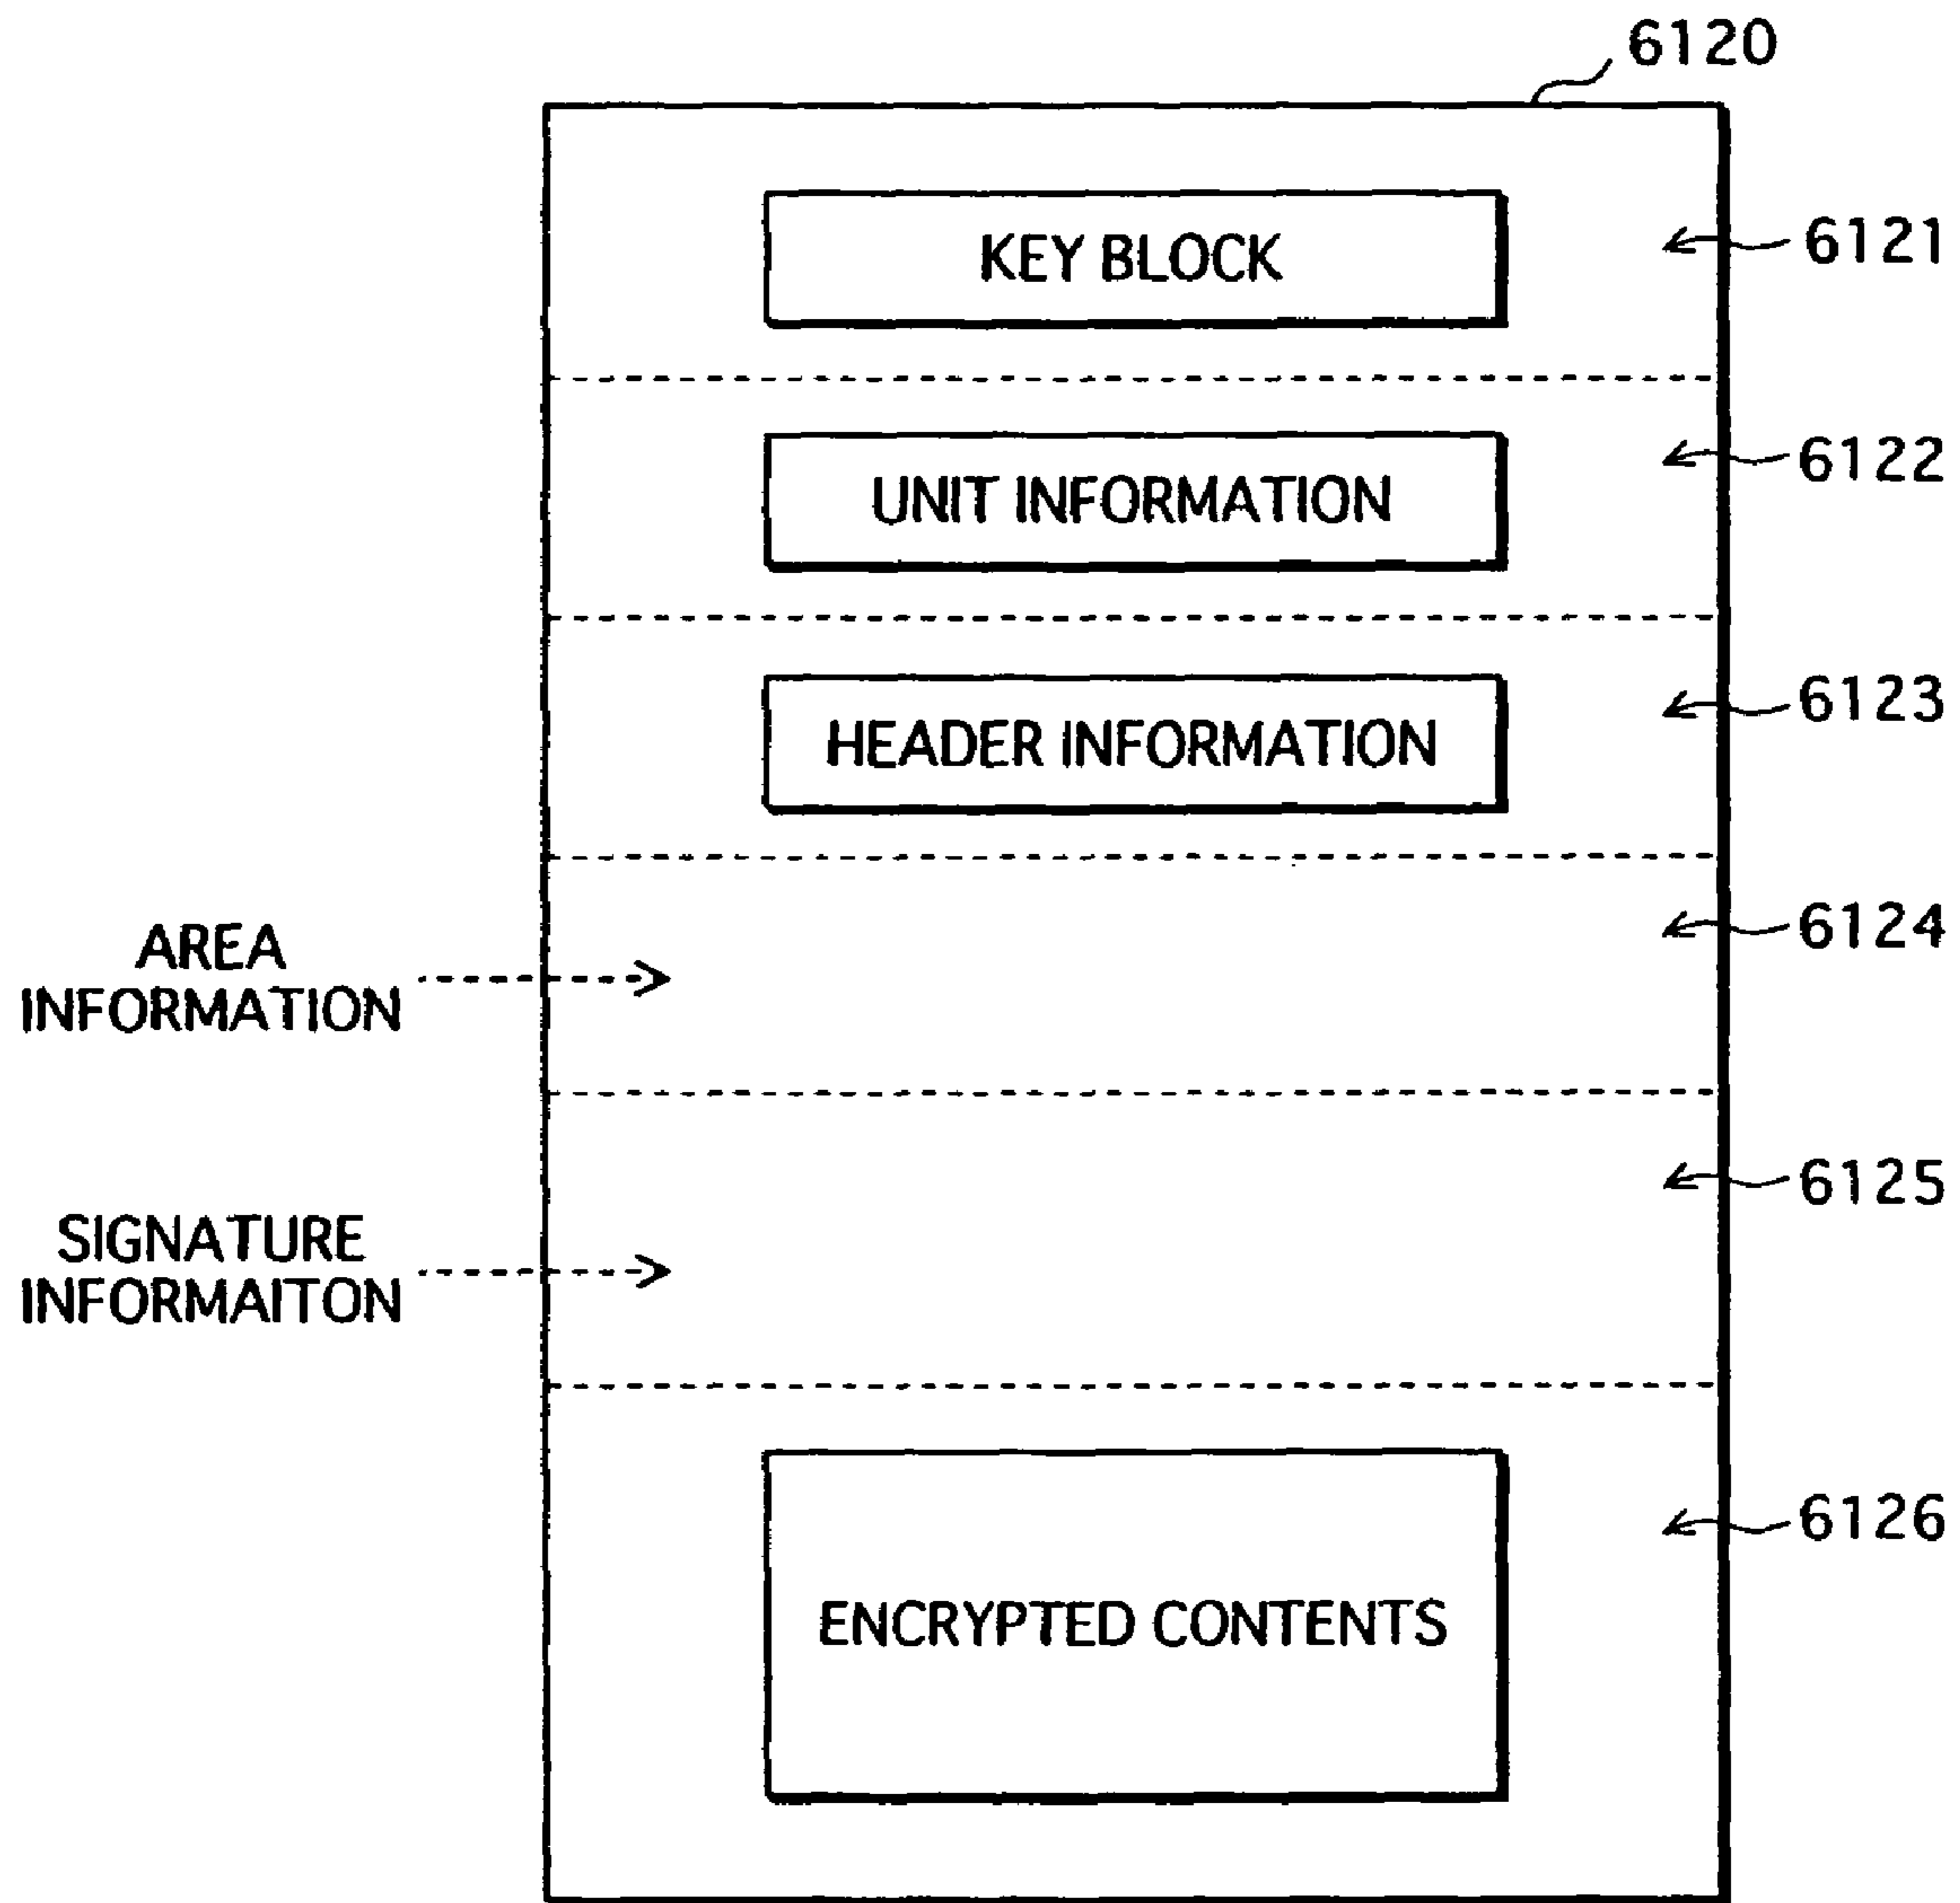 6120
KEY BLOCK
6121
UNIT INFORMATION
6122
HEADER INFORMATION
6123
AREA
INFORMATION
6124
SIGNATURE
INFORMAITON
6125
ENCRYPTED CONTENTS
6126